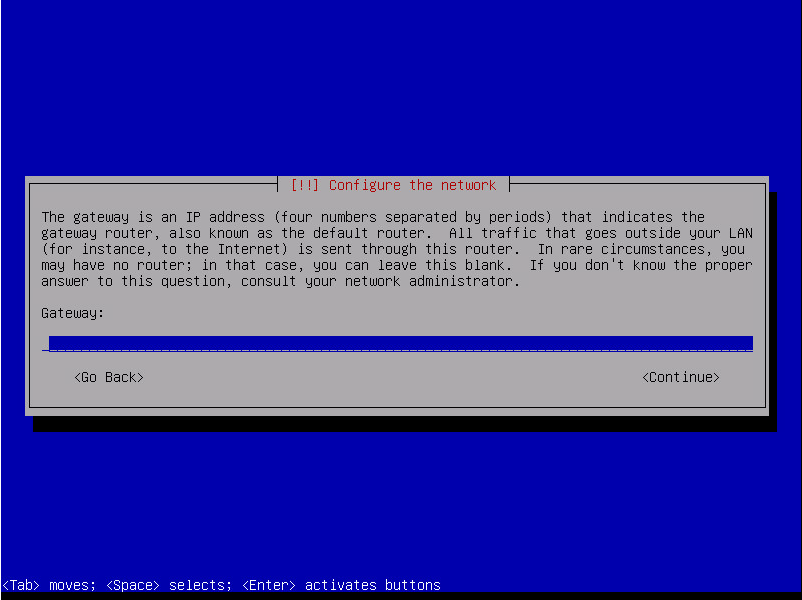 [!!] Configure the network
The gateway is an IP address (four numbers separated by periods) that indicates the
gateway router, also known as the default router.  All traffic that goes outside your LAN
(for instance, to the Internet) is sent through this router.  In rare circumstances, you
may have no router; in that case, you can leave this blank.  If you don't know the proper
answer to this question, consult your network administrator.
Gateway:
<Go Back> <Continue>
<Tab> moves; <Space> selects; <Enter> activates buttons